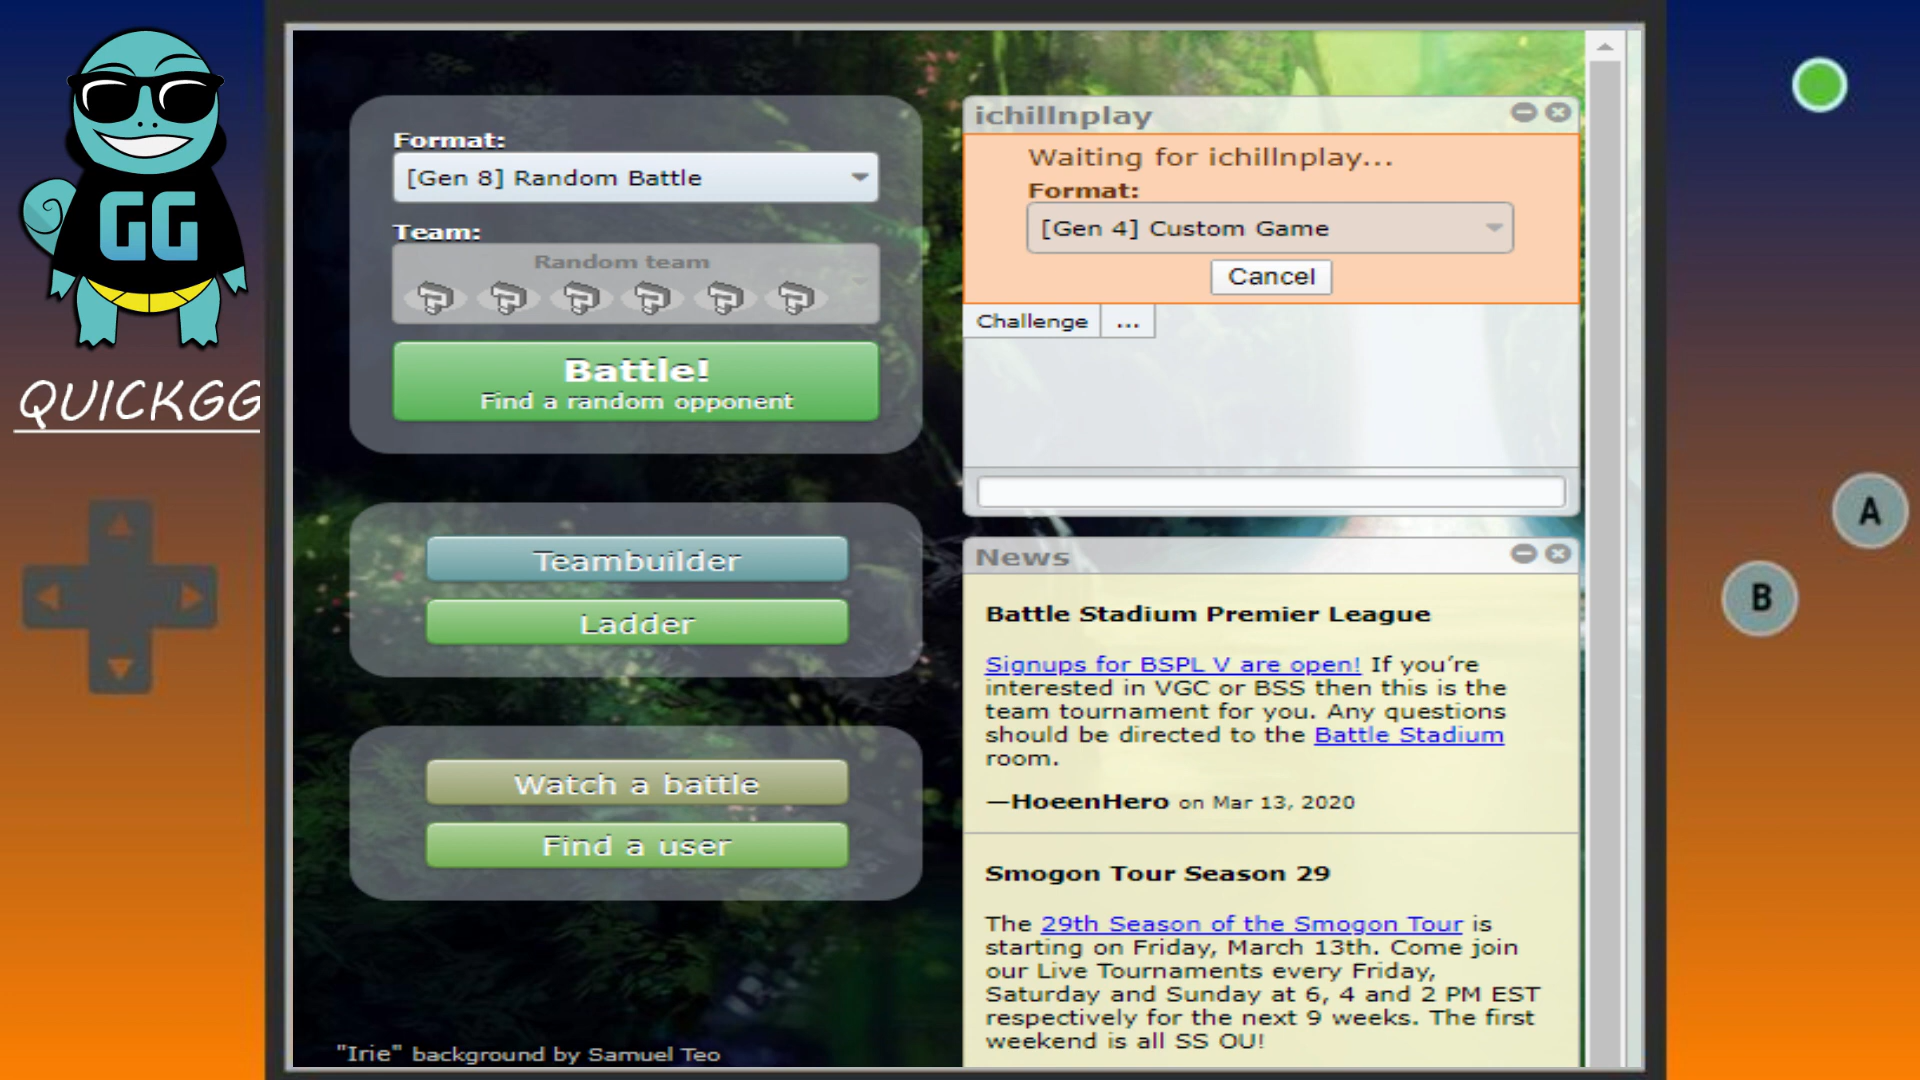 GG
QUICKGG
Format:
[Gen 8] Random Battle
Team:
Random team
Battle!
Find a random opponent
Teambuilder
Ladder
Watch a battle
Find a user
"Irie" background by Samuel Teo
ichillnplay
Waiting for ichillnplay...
Format:
[Gen 4] Custom Game
Cancel
Challenge
...
News
Battle Stadium Premier League
Signups for BSPL V are open! If you're
interested in VGC or BSS then this is the
team tournament for you. Any questions
should be directed to the Battle Stadium
room.
—HoeenHero on Mar 13, 2020
Smogon Tour Season 29
The 29th Season of the Smogon Tour is
starting on Friday, March 13th. Come join
our Live Tournaments every Friday,
Saturday and Sunday at 6, 4 and 2 PM EST
respectively for the next 9 weeks. The first
weekend is all SS OU!
A
B